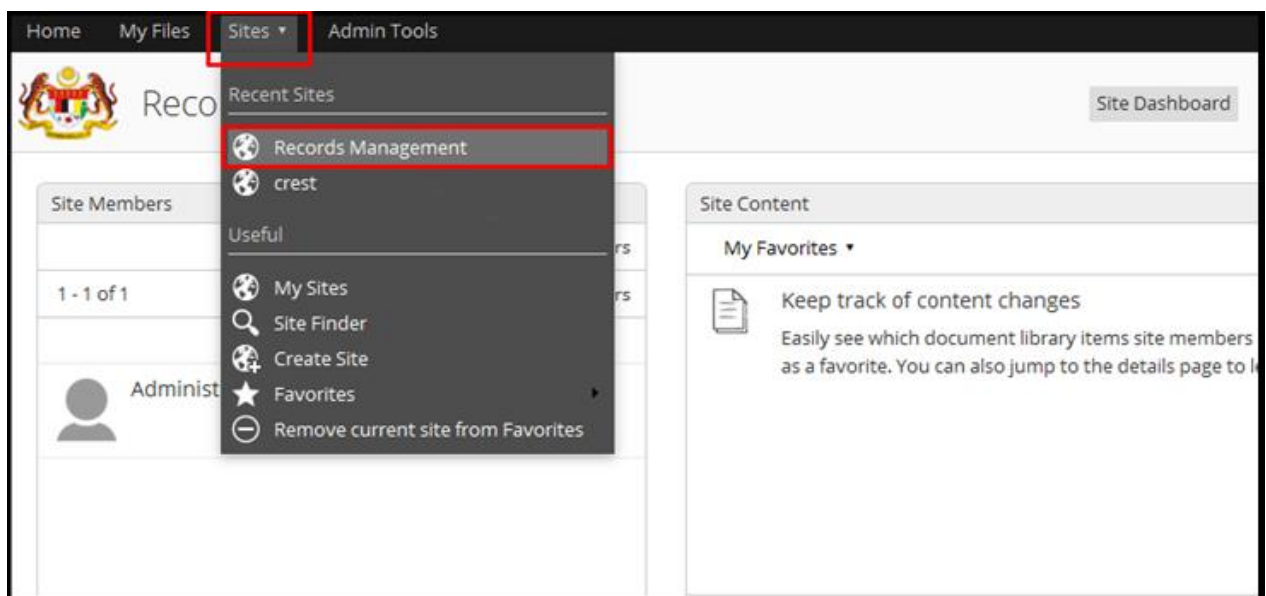 Home My Files Sites ▾ Admin Tools
Reco
Site Dashboard
Recent Sites
Records Management
crest
Useful
My Sites
Site Finder
Create Site
Favorites
Remove current site from Favorites
Site Members
rs
1 - 1 of 1
rs
Administ
Site Content
My Favorites ▾
Keep track of content changes
Easily see which document library items site members
as a favorite. You can also jump to the details page to l